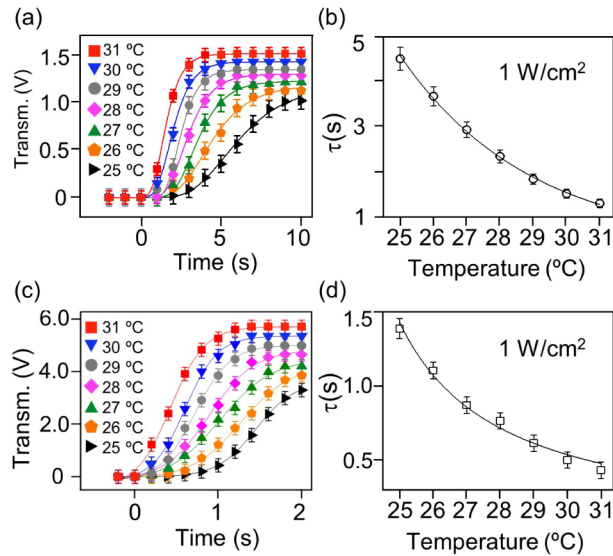 (a)
31 ºC
30 ºC
29 ºC
28 ºC
27 ºC
26 ºC
25 ºC
Transm. (V)
1.5
1.0
0.5
0
0
5
10
Time (s)
(b)
1 W/cm²
τ(s)
5
3
1
25 26 27 28 29 30 31
Temperature (ºC)
(c)
31 ºC
30 ºC
29 ºC
28 ºC
27 ºC
26 ºC
25 ºC
Transm. (V)
6.0
4.0
2.0
0.0
0
1
2
Time (s)
(d)
1 W/cm²
τ(s)
1.5
1.0
0.5
25 26 27 28 29 30 31
Temperature (ºC)